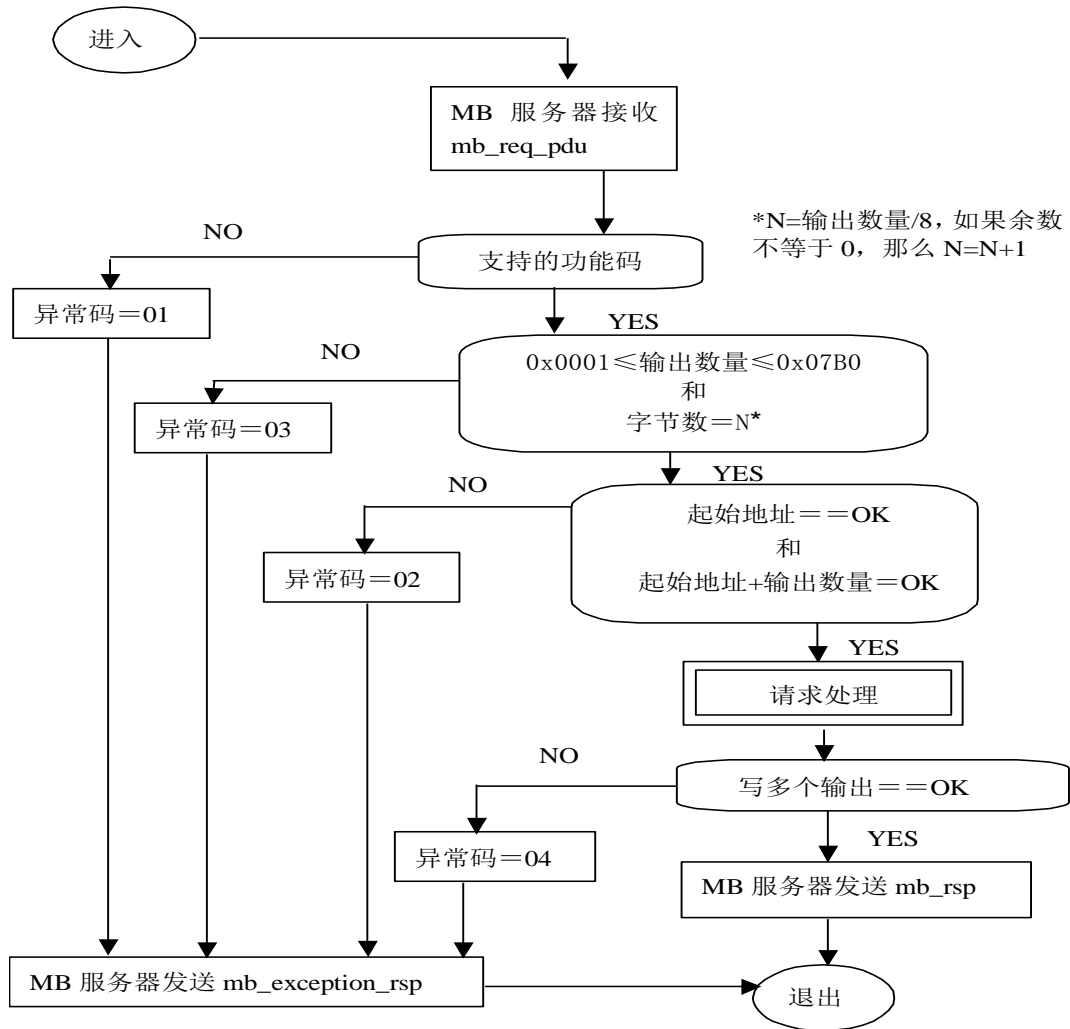 进入
MB 服务器接收
mb_req_pdu
*N=输出数量/8，如果余数
不等于 0，那么 N=N+1
NO
支持的功能码
异常码＝01
YES
NO
0x0001≤输出数量≤0x07B0
和
字节数＝N*
异常码＝03
YES
NO
起始地址＝＝OK
和
起始地址+输出数量＝OK
异常码＝02
YES
请求处理
NO
写多个输出＝＝OK
YES
异常码＝04
MB 服务器发送 mb_rsp
MB 服务器发送 mb_exception_rsp
退出